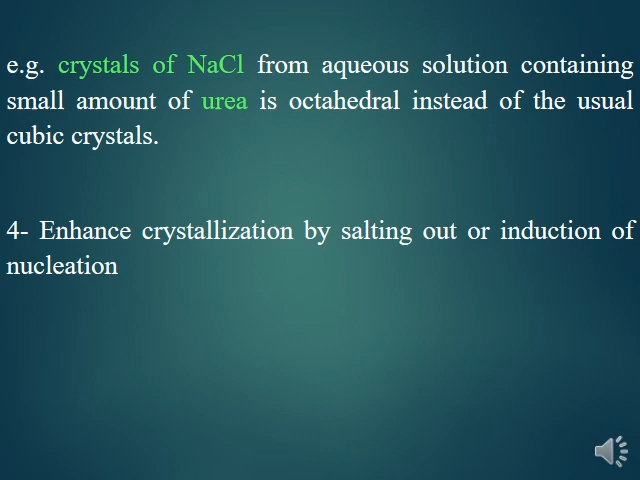 e.g. crystals of NaCl from aqueous solution containing
small amount of urea is octahedral instead of the usual
cubic crystals.
4- Enhance crystallization by salting out or induction of
nucleation